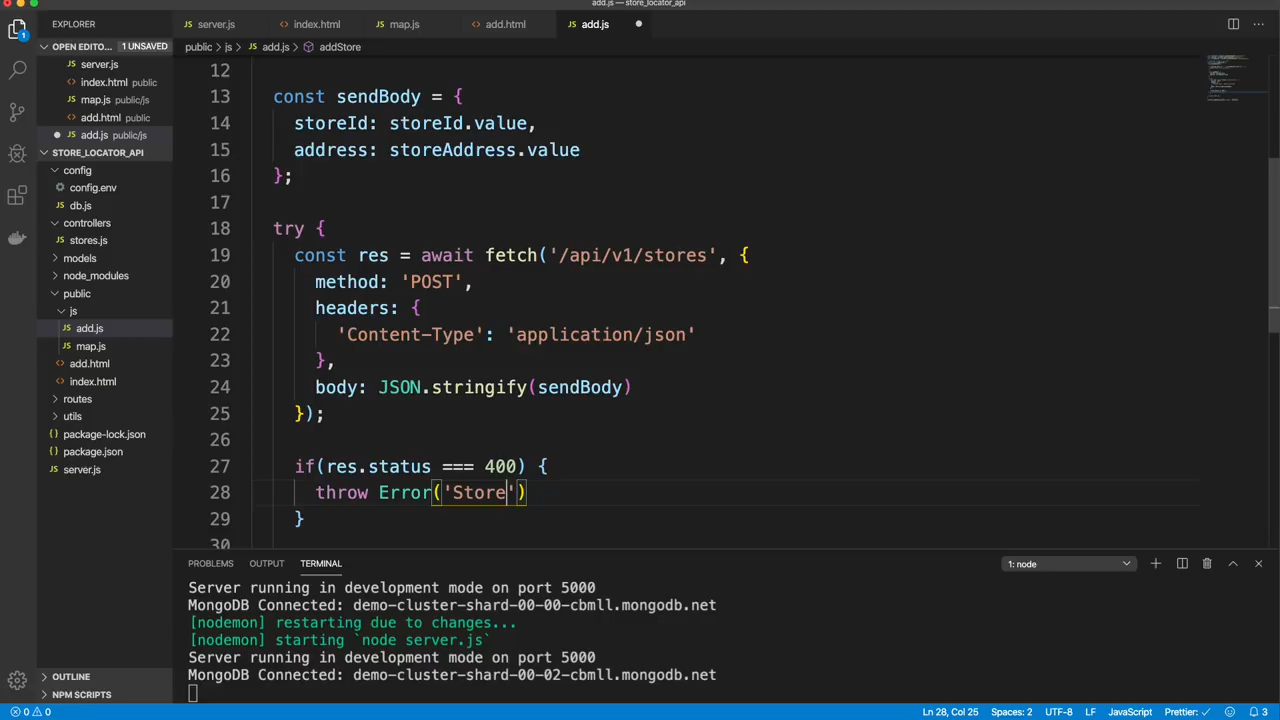 add.js — store_locator_api
EXPLORER
server.js
index.html
map.js
add.html
add.js
OPEN EDITO... 1 UNSAVED
public > js > add.js > addStore
server.js
index.html public
map.js public/js
add.html public
add.js public/js
STORE_LOCATOR_API
config
config.env
db.js
controllers
stores.js
models
node_modules
public
js
add.js
map.js
add.html
index.html
routes
utils
package-lock.json
package.json
server.js
OUTLINE
NPM SCRIPTS
12
13 const sendBody = {
14 storeId: storeId.value,
15 address: storeAddress.value
16 };
17
18 try {
19 const res = await fetch('/api/v1/stores', {
20 method: 'POST',
21 headers: {
22 'Content-Type': 'application/json'
23 },
24 body: JSON.stringify(sendBody)
25 });
26
27 if(res.status === 400) {
28 throw Error('Store')
29 }
30
PROBLEMS OUTPUT TERMINAL 1: node
Server running in development mode on port 5000
MongoDB Connected: demo-cluster-shard-00-00-cbmll.mongodb.net
[nodemon] restarting due to changes...
[nodemon] starting `node server.js`
Server running in development mode on port 5000
MongoDB Connected: demo-cluster-shard-00-02-cbmll.mongodb.net
0 0 Ln 28, Col 25 Spaces: 2 UTF-8 LF JavaScript Prettier: ✓ 3